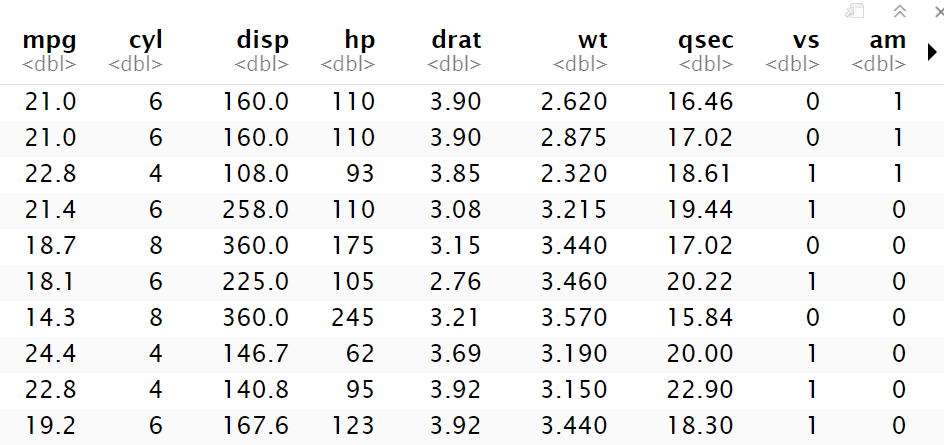 mpg cyl disp hp drat wt qsec vs am
<dbl> <dbl> <dbl> <dbl> <dbl> <dbl> <dbl> <dbl> <dbl>
21.0 6 160.0 110 3.90 2.620 16.46 0 1
21.0 6 160.0 110 3.90 2.875 17.02 0 1
22.8 4 108.0 93 3.85 2.320 18.61 1 1
21.4 6 258.0 110 3.08 3.215 19.44 1 0
18.7 8 360.0 175 3.15 3.440 17.02 0 0
18.1 6 225.0 105 2.76 3.460 20.22 1 0
14.3 8 360.0 245 3.21 3.570 15.84 0 0
24.4 4 146.7 62 3.69 3.190 20.00 1 0
22.8 4 140.8 95 3.92 3.150 22.90 1 0
19.2 6 167.6 123 3.92 3.440 18.30 1 0